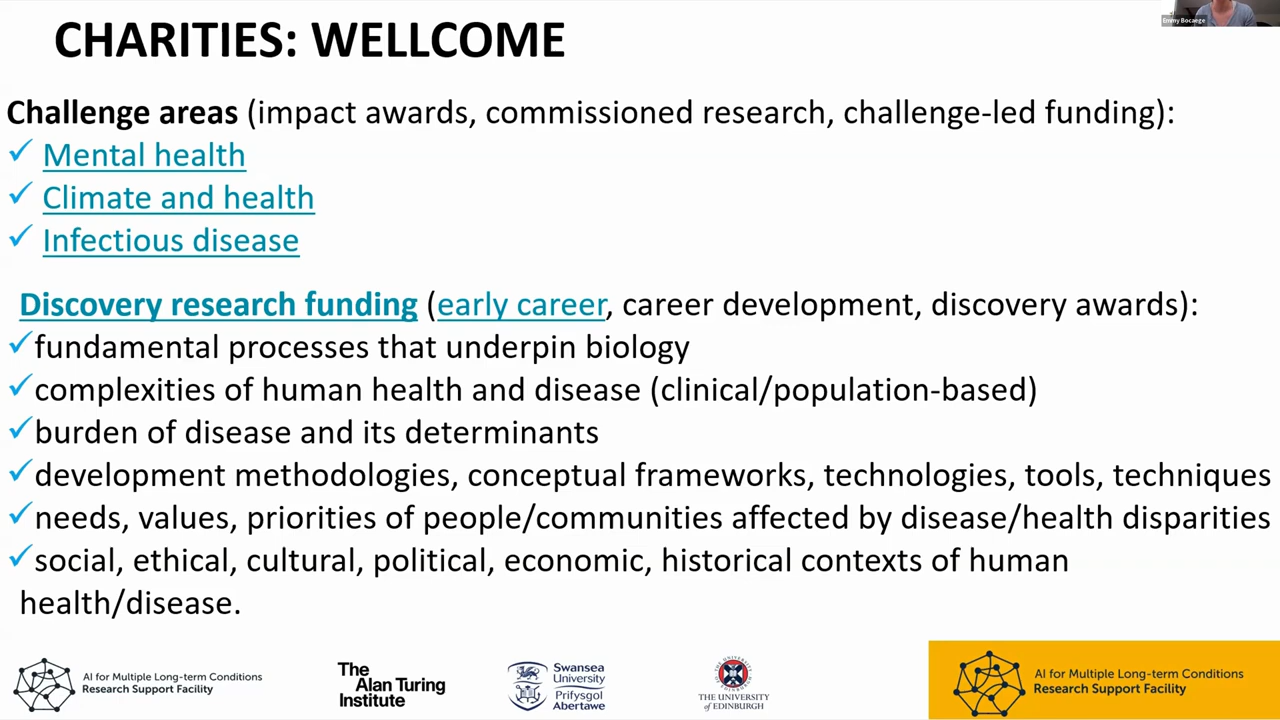 CHARITIES: WELLCOME
Emmy Bocaege
Challenge areas (impact awards, commissioned research, challenge-led funding):
✓ Mental health
✓ Climate and health
✓ Infectious disease
Discovery research funding (early career, career development, discovery awards):
✓fundamental processes that underpin biology
✓complexities of human health and disease (clinical/population-based)
✓burden of disease and its determinants
✓development methodologies, conceptual frameworks, technologies, tools, techniques
✓needs, values, priorities of people/communities affected by disease/health disparities
✓social, ethical, cultural, political, economic, historical contexts of human
health/disease.
AI for Multiple Long-term Conditions
Research Support Facility
The
Alan Turing
Institute
Swansea
University
Prifysgol
Abertawe
THE UNIVERSITY
OF EDINBURGH
AI for Multiple Long-term Conditions
Research Support Facility